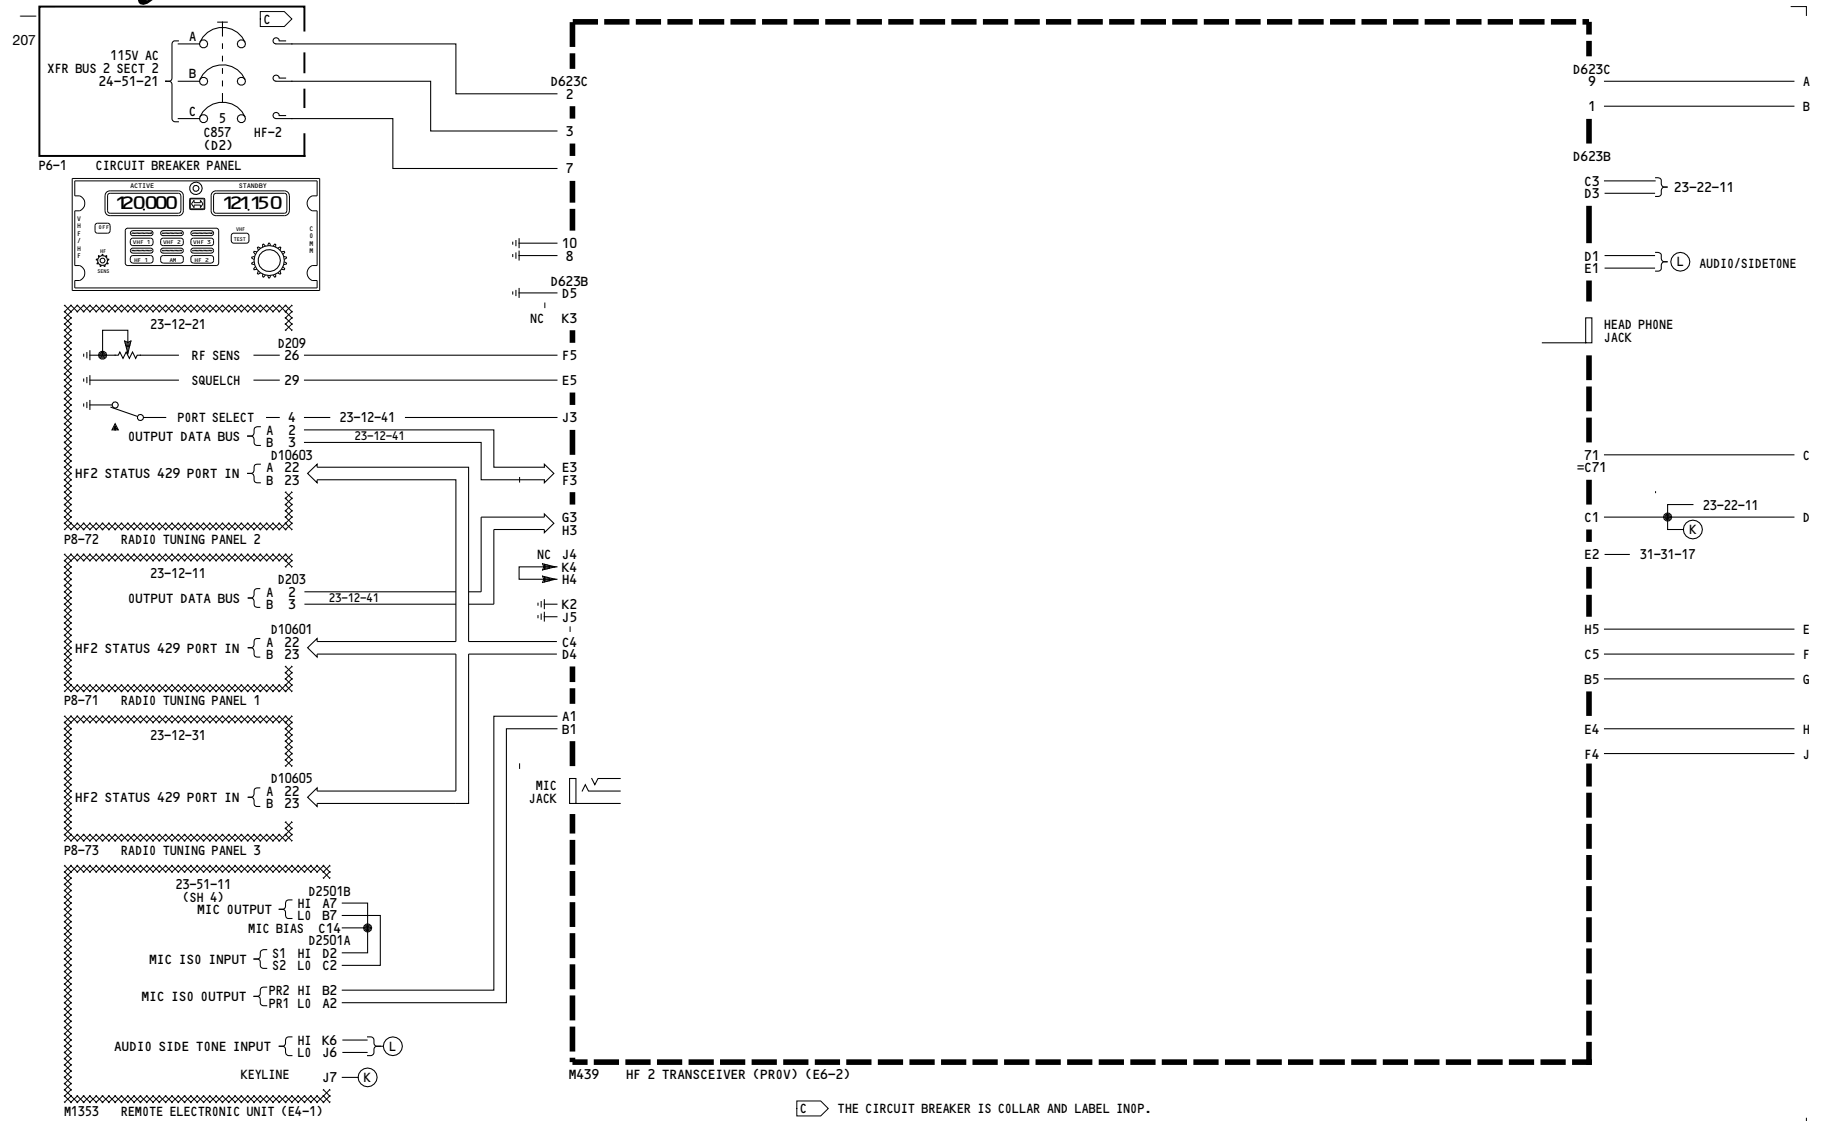 207
C
A
115V AC
XFR BUS 2 SECT 2
24-51-21
B
C
5
C857
(D2)
HF-2
P6-1 CIRCUIT BREAKER PANEL
ACTIVE
STANDBY
120.000
121.150
VHF/HF
COMM
OFF
VHF 1
VHF 2
VHF 3
HF 1
AM
HF 2
VHF
TEST
HF
SENS
23-12-21
D209
RF SENS 26
SQUELCH 29
PORT SELECT 4 23-12-41
OUTPUT DATA BUS A 2
B 3
23-12-41
D10603
HF2 STATUS 429 PORT IN A 22
B 23
P8-72 RADIO TUNING PANEL 2
23-12-11
D203
OUTPUT DATA BUS A 2
B 3
23-12-41
D10601
HF2 STATUS 429 PORT IN A 22
B 23
P8-71 RADIO TUNING PANEL 1
23-12-31
D10605
HF2 STATUS 429 PORT IN A 22
B 23
P8-73 RADIO TUNING PANEL 3
23-51-11
(SH 4)
D2501B
MIC OUTPUT HI A7
LO B7
MIC BIAS C14
D2501A
MIC ISO INPUT S1 HI D2
S2 LO C2
MIC ISO OUTPUT PR2 HI B2
PR1 LO A2
AUDIO SIDE TONE INPUT HI K6
LO J6
L
KEYLINE J7 K
M1353 REMOTE ELECTRONIC UNIT (E4-1)
D623C
2
3
7
10
8
D623B
D5
NC K3
F5
E5
J3
E3
F3
G3
H3
NC J4
K4
H4
K2
J5
C4
D4
A1
B1
MIC
JACK
M439 HF 2 TRANSCEIVER (PROV) (E6-2)
D623C
9 A
1 B
D623B
C3
D3
23-22-11
D1
E1
L AUDIO/SIDETONE
HEAD PHONE
JACK
71 C
=C71
23-22-11
C1 D
K
E2 31-31-17
H5 E
C5 F
B5 G
E4 H
F4 J
C THE CIRCUIT BREAKER IS COLLAR AND LABEL INOP.